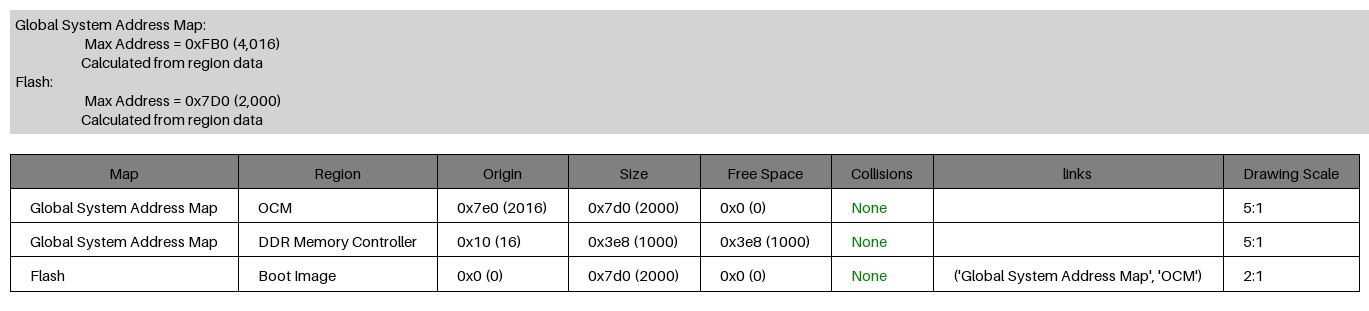 Global System Address Map:
Max Address = 0xFB0 (4,016)
Calculated from region data
Flash:
Max Address = 0x7D0 (2,000)
Calculated from region data
Map Region Origin Size Free Space Collisions links Drawing Scale
Global System Address Map OCM 0x7e0 (2016) 0x7d0 (2000) 0x0 (0) None 5:1
Global System Address Map DDR Memory Controller 0x10 (16) 0x3e8 (1000) 0x3e8 (1000) None 5:1
Flash Boot Image 0x0 (0) 0x7d0 (2000) 0x0 (0) None ('Global System Address Map', 'OCM') 2:1